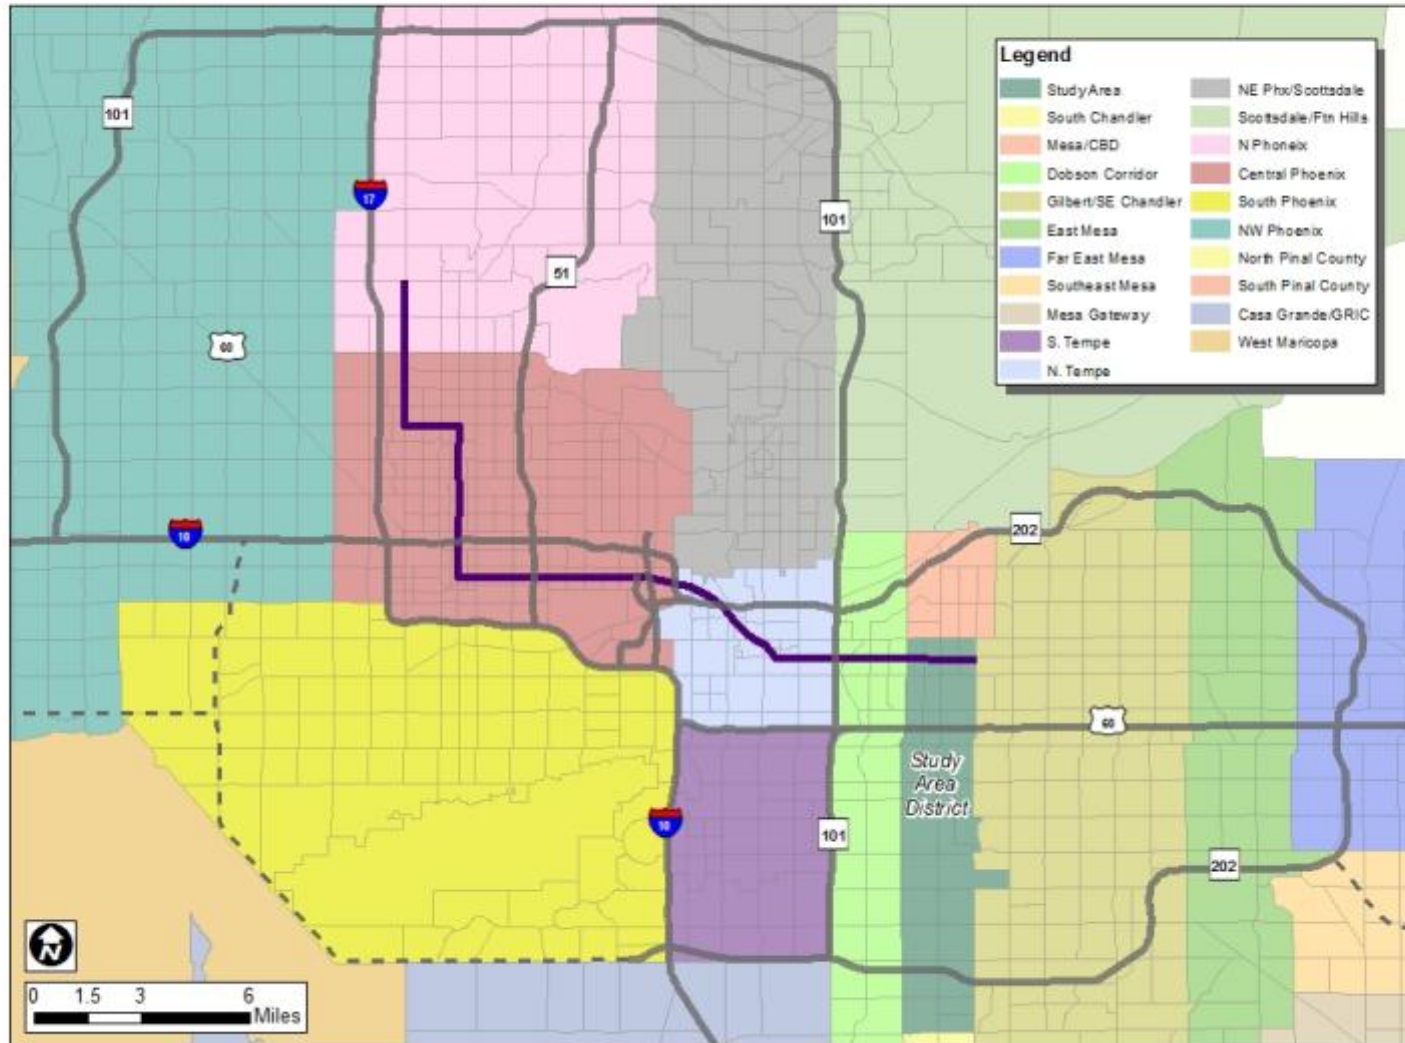 Legend
Study Area
South Chandler
Mesa/CBD
Dobson Corridor
Gilbert/SE Chandler
East Mesa
Far East Mesa
Southeast Mesa
Mesa Gateway
S. Tempe
N. Tempe
NE Phx/Scottsdale
Scottsdale/Ftn Hills
N Phoneix
Central Phoenix
South Phoenix
NW Phoenix
North Pinal County
South Pinal County
Casa Grande/GRIC
West Maricopa
101
17
101
51
60
10
202
60
Study
Area
District
10
101
202
N
0 1.5 3 6
Miles